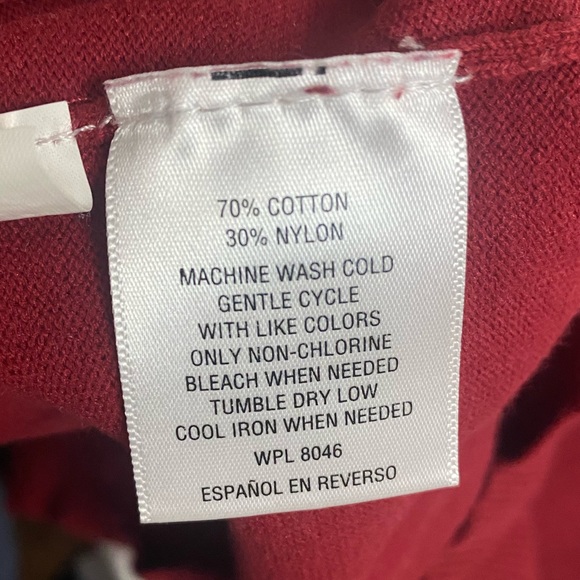 70% COTTON
30% NYLON
MACHINE WASH COLD
GENTLE CYCLE
WITH LIKE COLORS
ONLY NON-CHLORINE
BLEACH WHEN NEEDED
TUMBLE DRY LOW
COOL IRON WHEN NEEDED
WPL 8046
ESPAÑOL EN REVERSO